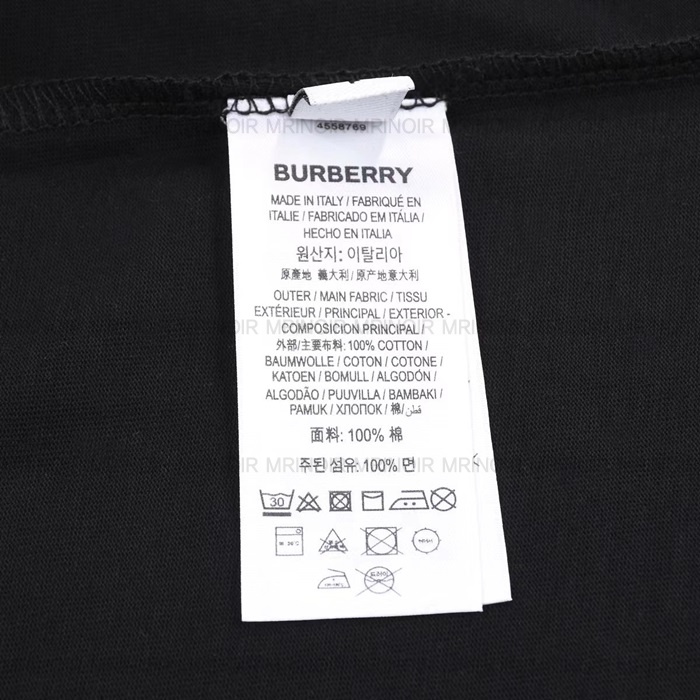 MRINOIR MRINOIR
4558769
BURBERRY
MADE IN ITALY / FABRIQUÉ EN
ITALIE / FABRICADO EM ITÁLIA /
HECHO EN ITALIA
원산지: 이탈리아
原產地 義大利 / 原产地意大利
OUTER / MAIN FABRIC / TISSU
EXTÉRIEUR / PRINCIPAL / EXTERIOR -
COMPOSICION PRINCIPAL /
外部/主要布料: 100% COTTON /
BAUMWOLLE / COTON / COTONE /
KATOEN / BOMULL / ALGODÓN /
ALGODÃO / PUUVILLA / BAMBAKI /
PAMUK / ХЛОПОК / 棉/ قطن
面料: 100% 棉
주된 섬유: 100% 면
30